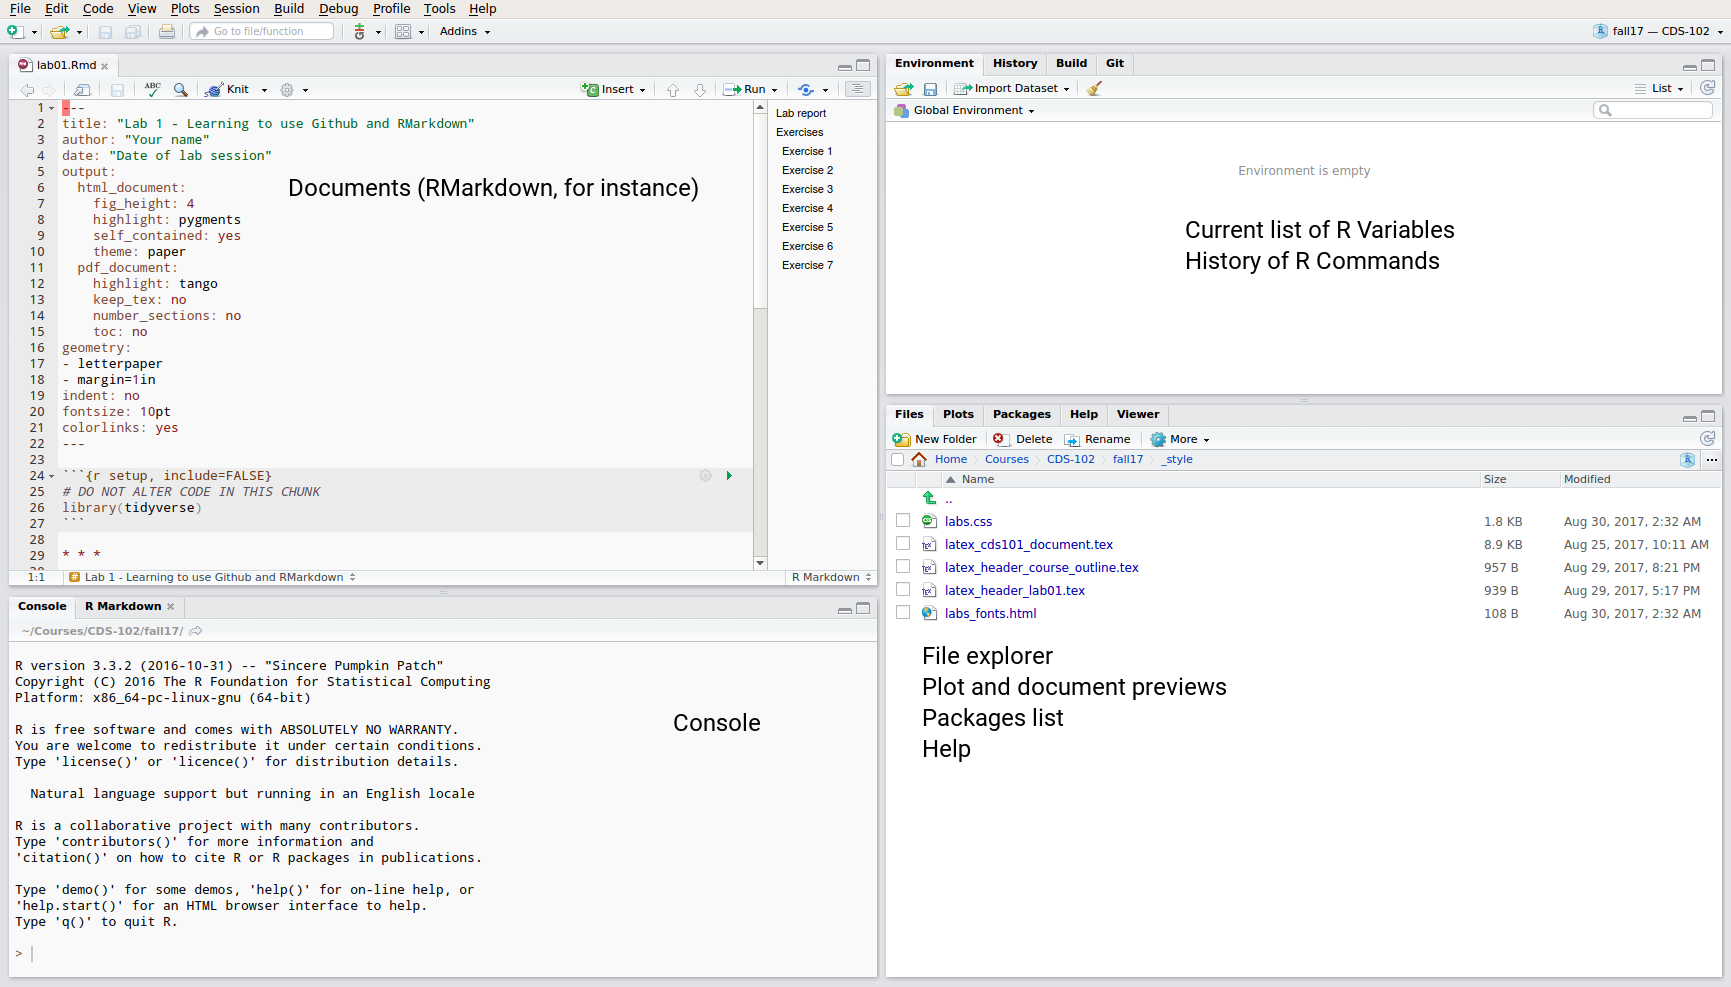 File Edit Code View Plots Session Build Debug Profile Tools Help
Go to file/function Addins fall17 — CDS-102
lab01.Rmd
ABC Knit Insert Run
1 ---
2 title: "Lab 1 - Learning to use Github and RMarkdown"
3 author: "Your name"
4 date: "Date of lab session"
5 output:
6 html_document:
7 fig_height: 4
8 highlight: pygments
9 self_contained: yes
10 theme: paper
11 pdf_document:
12 highlight: tango
13 keep_tex: no
14 number_sections: no
15 toc: no
16 geometry:
17 - letterpaper
18 - margin=1in
19 indent: no
20 fontsize: 10pt
21 colorlinks: yes
22 ---
23
24 ```{r setup, include=FALSE}
25 # DO NOT ALTER CODE IN THIS CHUNK
26 library(tidyverse)
27 ```
28
29 * * *
Documents (RMarkdown, for instance)
Lab report
Exercises
Exercise 1
Exercise 2
Exercise 3
Exercise 4
Exercise 5
Exercise 6
Exercise 7
1:1 # Lab 1 - Learning to use Github and RMarkdown R Markdown
Console R Markdown
~/Courses/CDS-102/fall17/
R version 3.3.2 (2016-10-31) -- "Sincere Pumpkin Patch"
Copyright (C) 2016 The R Foundation for Statistical Computing
Platform: x86_64-pc-linux-gnu (64-bit)
R is free software and comes with ABSOLUTELY NO WARRANTY.
You are welcome to redistribute it under certain conditions.
Type 'license()' or 'licence()' for distribution details.
Natural language support but running in an English locale
R is a collaborative project with many contributors.
Type 'contributors()' for more information and
'citation()' on how to cite R or R packages in publications.
Type 'demo()' for some demos, 'help()' for on-line help, or
'help.start()' for an HTML browser interface to help.
Type 'q()' to quit R.
>
Console
Environment History Build Git
Import Dataset List
Global Environment
Environment is empty
Current list of R Variables
History of R Commands
Files Plots Packages Help Viewer
New Folder Delete Rename More
Home Courses CDS-102 fall17 _style R ...
Name Size Modified
..
labs.css 1.8 KB Aug 30, 2017, 2:32 AM
latex_cds101_document.tex 8.9 KB Aug 25, 2017, 10:11 AM
latex_header_course_outline.tex 957 B Aug 29, 2017, 8:21 PM
latex_header_lab01.tex 939 B Aug 29, 2017, 5:17 PM
labs_fonts.html 108 B Aug 30, 2017, 2:32 AM
File explorer
Plot and document previews
Packages list
Help